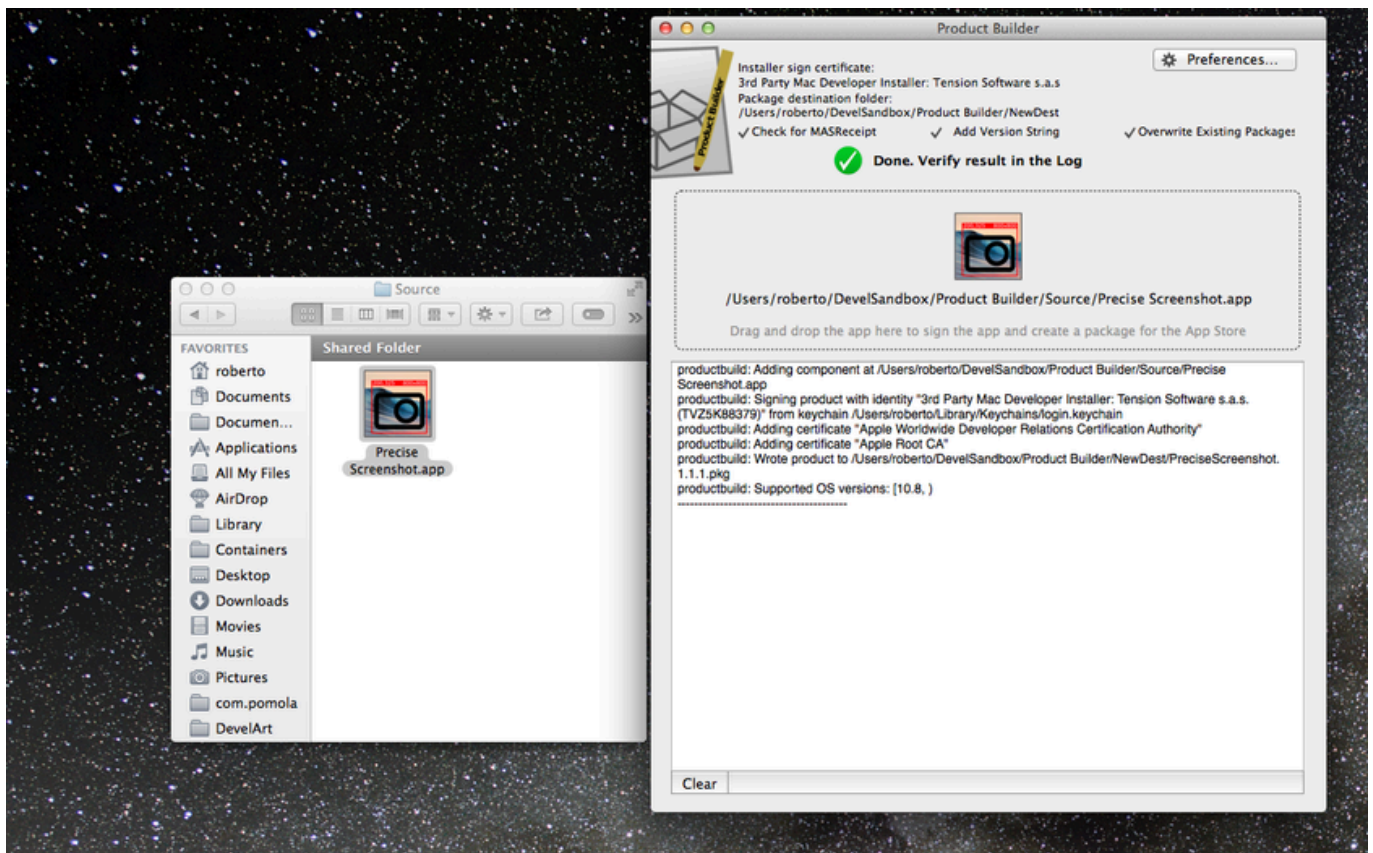 Source
FAVORITES
roberto
Documents
Documen...
Applications
All My Files
AirDrop
Library
Containers
Desktop
Downloads
Movies
Music
Pictures
com.pomola
DevelArt
Shared Folder
Precise
Screenshot.app
Product Builder
Preferences...
Product Builder
Installer sign certificate:
3rd Party Mac Developer Installer: Tension Software s.a.s
Package destination folder:
/Users/roberto/DevelSandbox/Product Builder/NewDest
✓ Check for MASReceipt ✓ Add Version String ✓ Overwrite Existing Packages
Done. Verify result in the Log
/Users/roberto/DevelSandbox/Product Builder/Source/Precise Screenshot.app
Drag and drop the app here to sign the app and create a package for the App Store
productbuild: Adding component at /Users/roberto/DevelSandbox/Product Builder/Source/Precise
Screenshot.app
productbuild: Signing product with identity "3rd Party Mac Developer Installer: Tension Software s.a.s.
(TVZ5K88379)" from keychain /Users/roberto/Library/Keychains/login.keychain
productbuild: Adding certificate "Apple Worldwide Developer Relations Certification Authority"
productbuild: Adding certificate "Apple Root CA"
productbuild: Wrote product to /Users/roberto/DevelSandbox/Product Builder/NewDest/PreciseScreenshot.
1.1.1.pkg
productbuild: Supported OS versions: [10.8, )
----------------------------------------
Clear